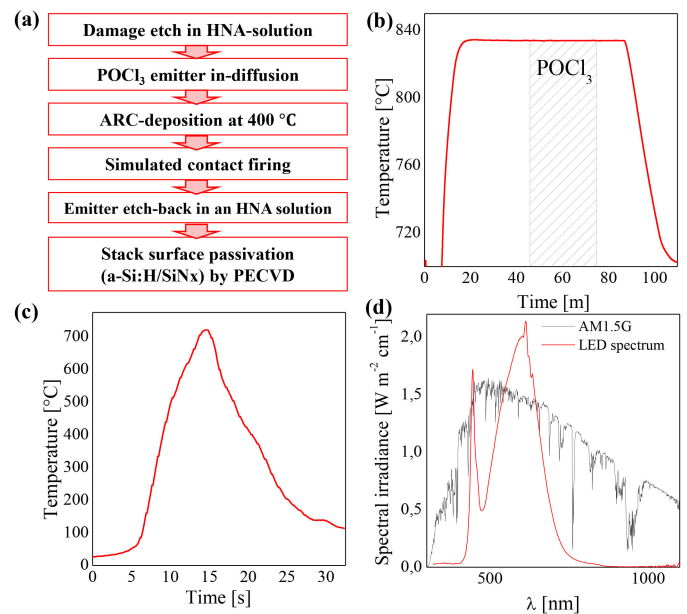 (a)
Damage etch in HNA-solution
POCl₃ emitter in-diffusion
ARC-deposition at 400 °C
Simulated contact firing
Emitter etch-back in an HNA solution
Stack surface passivation
(a-Si:H/SiNx) by PECVD
(b)
Temperature [°C]
840
800
760
720
POCl₃
0 20 40 60 80 100
Time [m]
(c)
Temperature [°C]
700
600
500
400
300
200
100
0
0 5 10 15 20 25 30
Time [s]
(d)
Spectral irradiance [W m⁻² cm⁻¹]
2,0
1,5
1,0
0,5
0,0
AM1.5G
LED spectrum
500 1000
λ [nm]